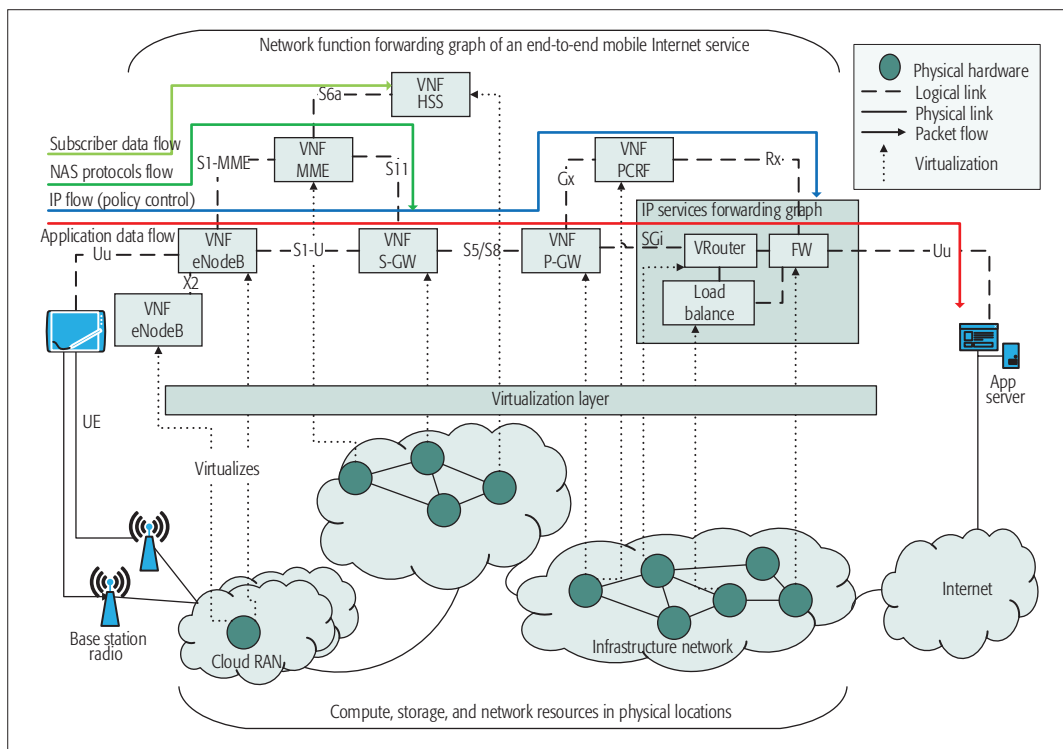 Network function forwarding graph of an end-to-end mobile Internet service
Physical hardware
Logical link
Physical link
Packet flow
Virtualization
VNF
HSS
S6a
Subscriber data flow
NAS protocols flow
IP flow (policy control)
Application data flow
S1-MME
VNF
MME
S11
VNF
PCRF
Gx
Rx
IP services forwarding graph
Uu
VNF
eNodeB
S1-U
VNF
S-GW
S5/S8
VNF
P-GW
SGi
VRouter
FW
Uu
X2
VNF
eNodeB
Load
balance
App
server
Virtualization layer
UE
Virtualizes
Base station
radio
Cloud RAN
Infrastructure network
Internet
Compute, storage, and network resources in physical locations